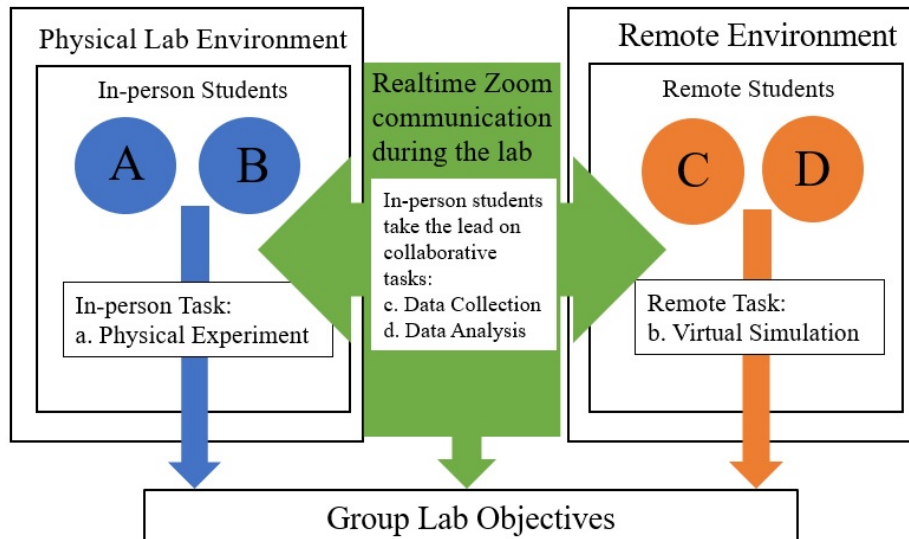 Physical Lab Environment
In-person Students
A
B
In-person Task:
a. Physical Experiment
Realtime Zoom
communication
during the lab
In-person students
take the lead on
collaborative
tasks:
c. Data Collection
d. Data Analysis
Remote Environment
Remote Students
C
D
Remote Task:
b. Virtual Simulation
Group Lab Objectives